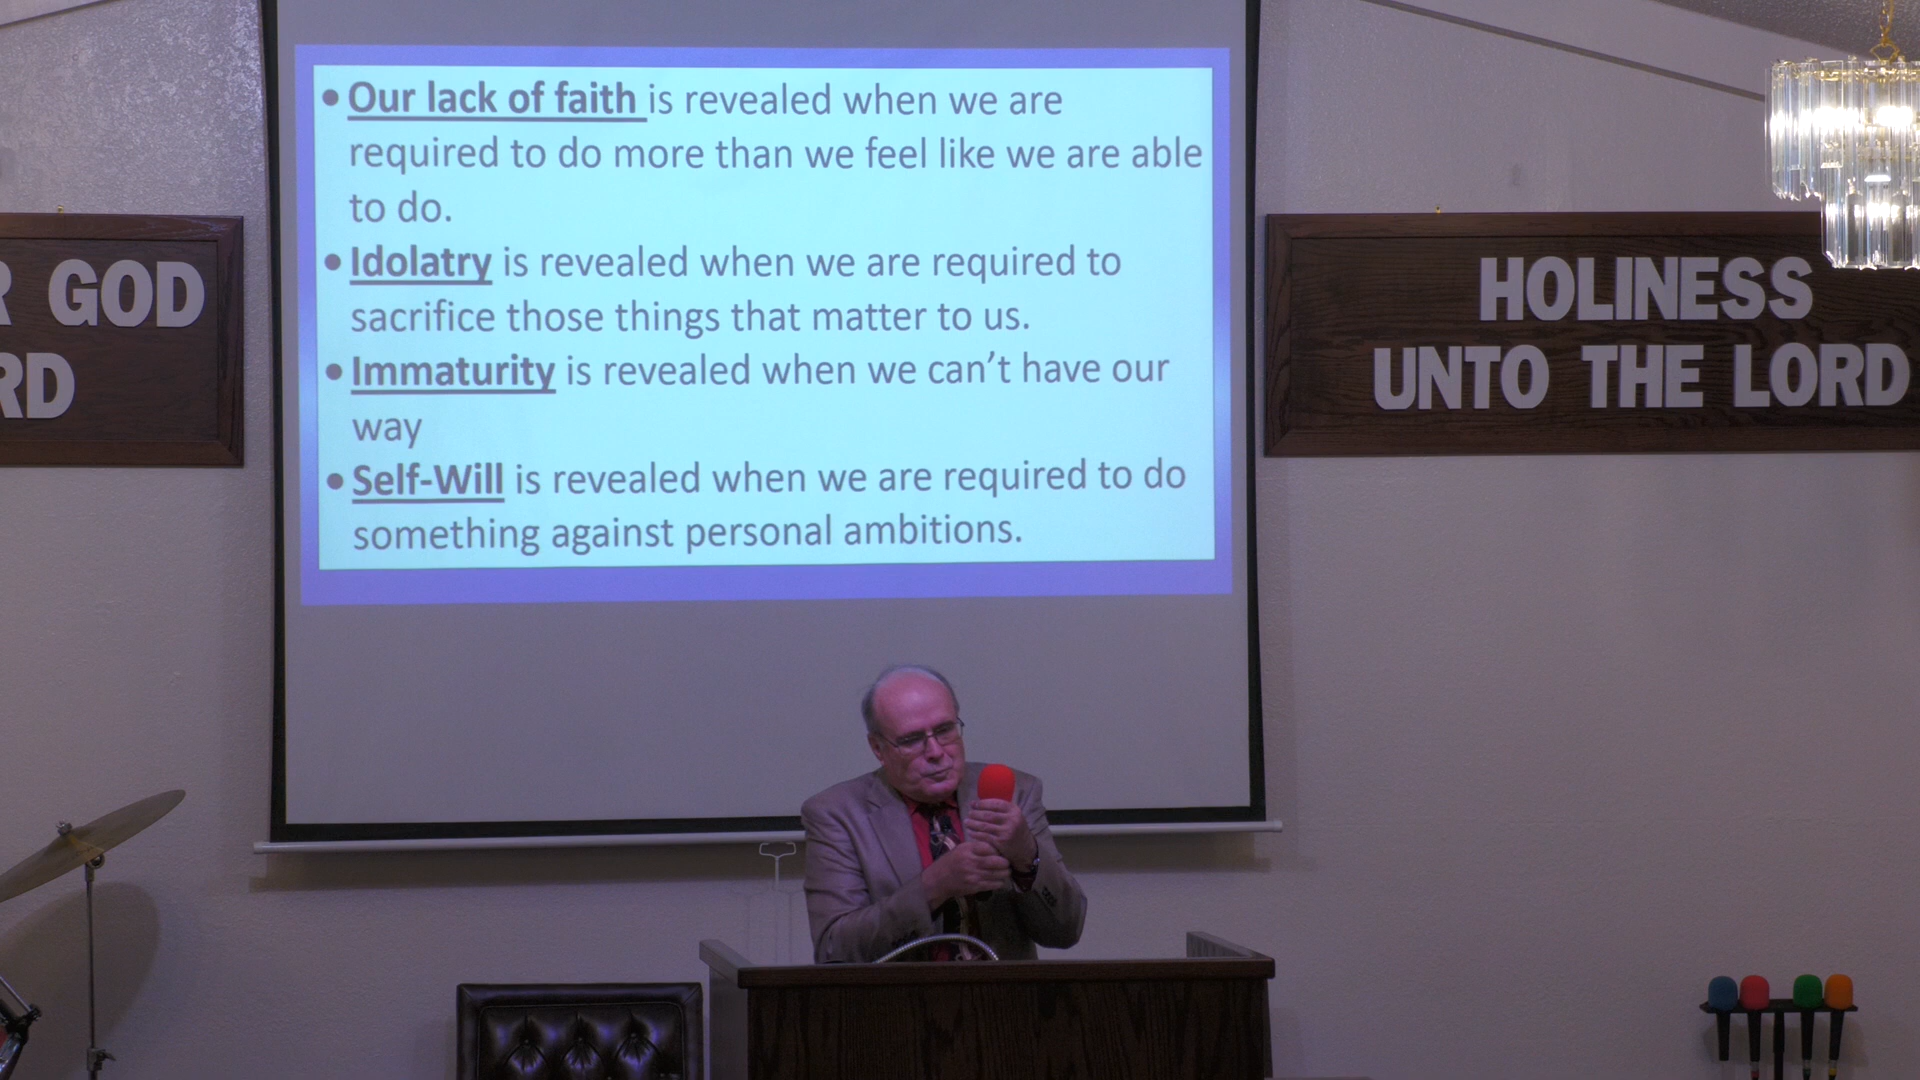 • Our lack of faith is revealed when we are
required to do more than we feel like we are able
to do.
• Idolatry is revealed when we are required to
sacrifice those things that matter to us.
• Immaturity is revealed when we can’t have our
way
• Self-Will is revealed when we are required to do
something against personal ambitions.
GOD
HOLINESS
UNTO THE LORD